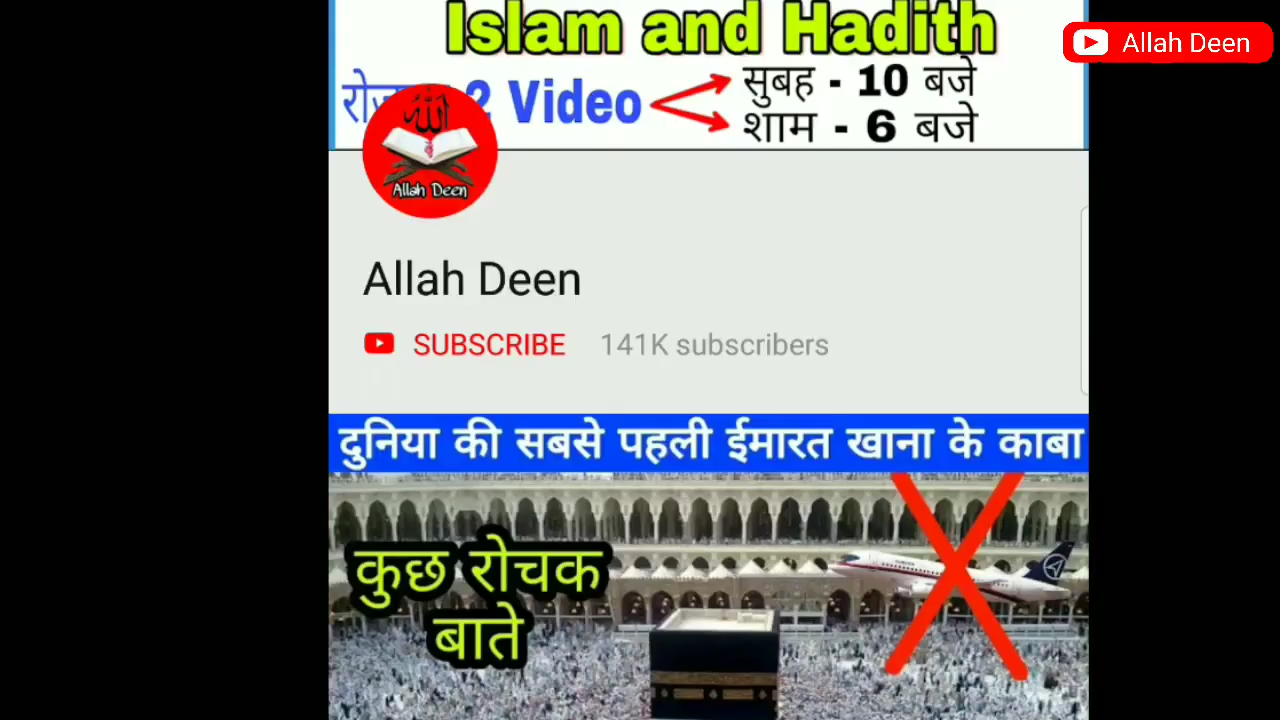 Islam and Hadith
Allah Deen
2 Video
सुबह - 10 बजे
शाम - 6 बजे
الله
Allah Deen
Allah Deen
SUBSCRIBE 141K subscribers
दुनिया की सबसे पहली ईमारत खाना के काबा
कुछ रोचक
बाते